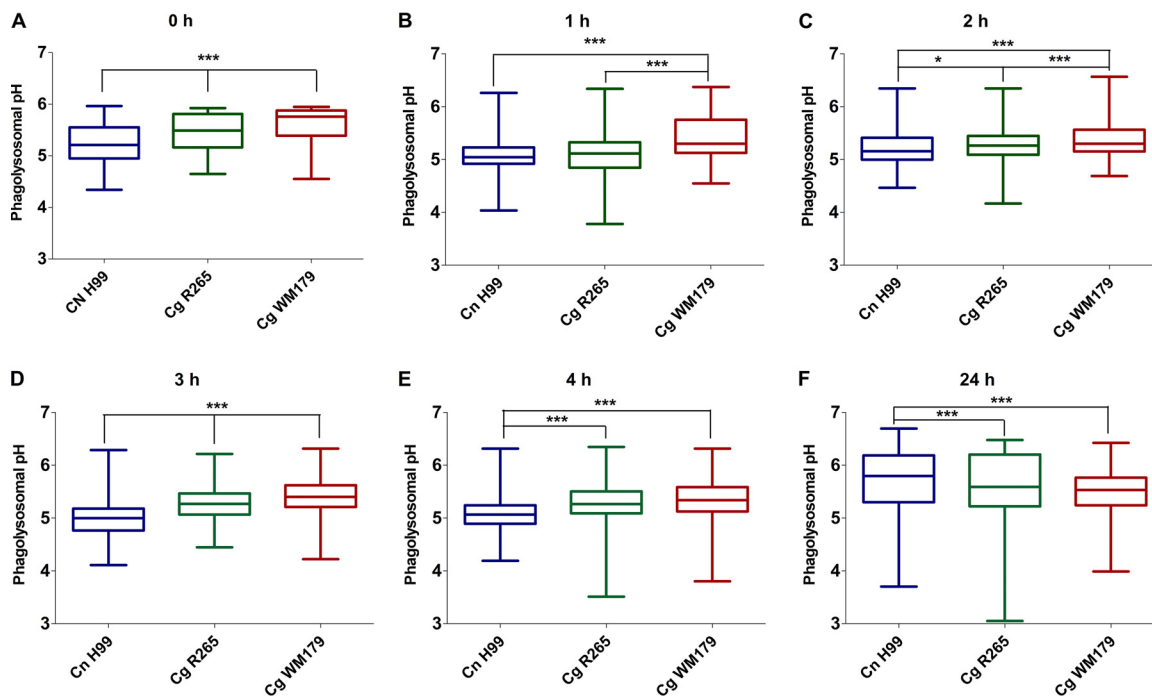 A
0 h
***
Phagolysosomal pH
7
6
5
4
3
CN H99
Cg R265
Cg WM179
B
1 h
***
***
Phagolysosomal pH
7
6
5
4
3
Cn H99
Cg R265
Cg WM179
C
2 h
***
* ***
Phagolysosomal pH
7
6
5
4
3
Cn H99
Cg R265
Cg WM179
D
3 h
***
Phagolysosomal pH
7
6
5
4
3
Cn H99
Cg R265
Cg WM179
E
4 h
***
***
Phagolysosomal pH
7
6
5
4
3
Cn H99
Cg R265
Cg WM179
F
24 h
***
***
Phagolysosomal pH
7
6
5
4
3
Cn H99
Cg R265
Cg WM179